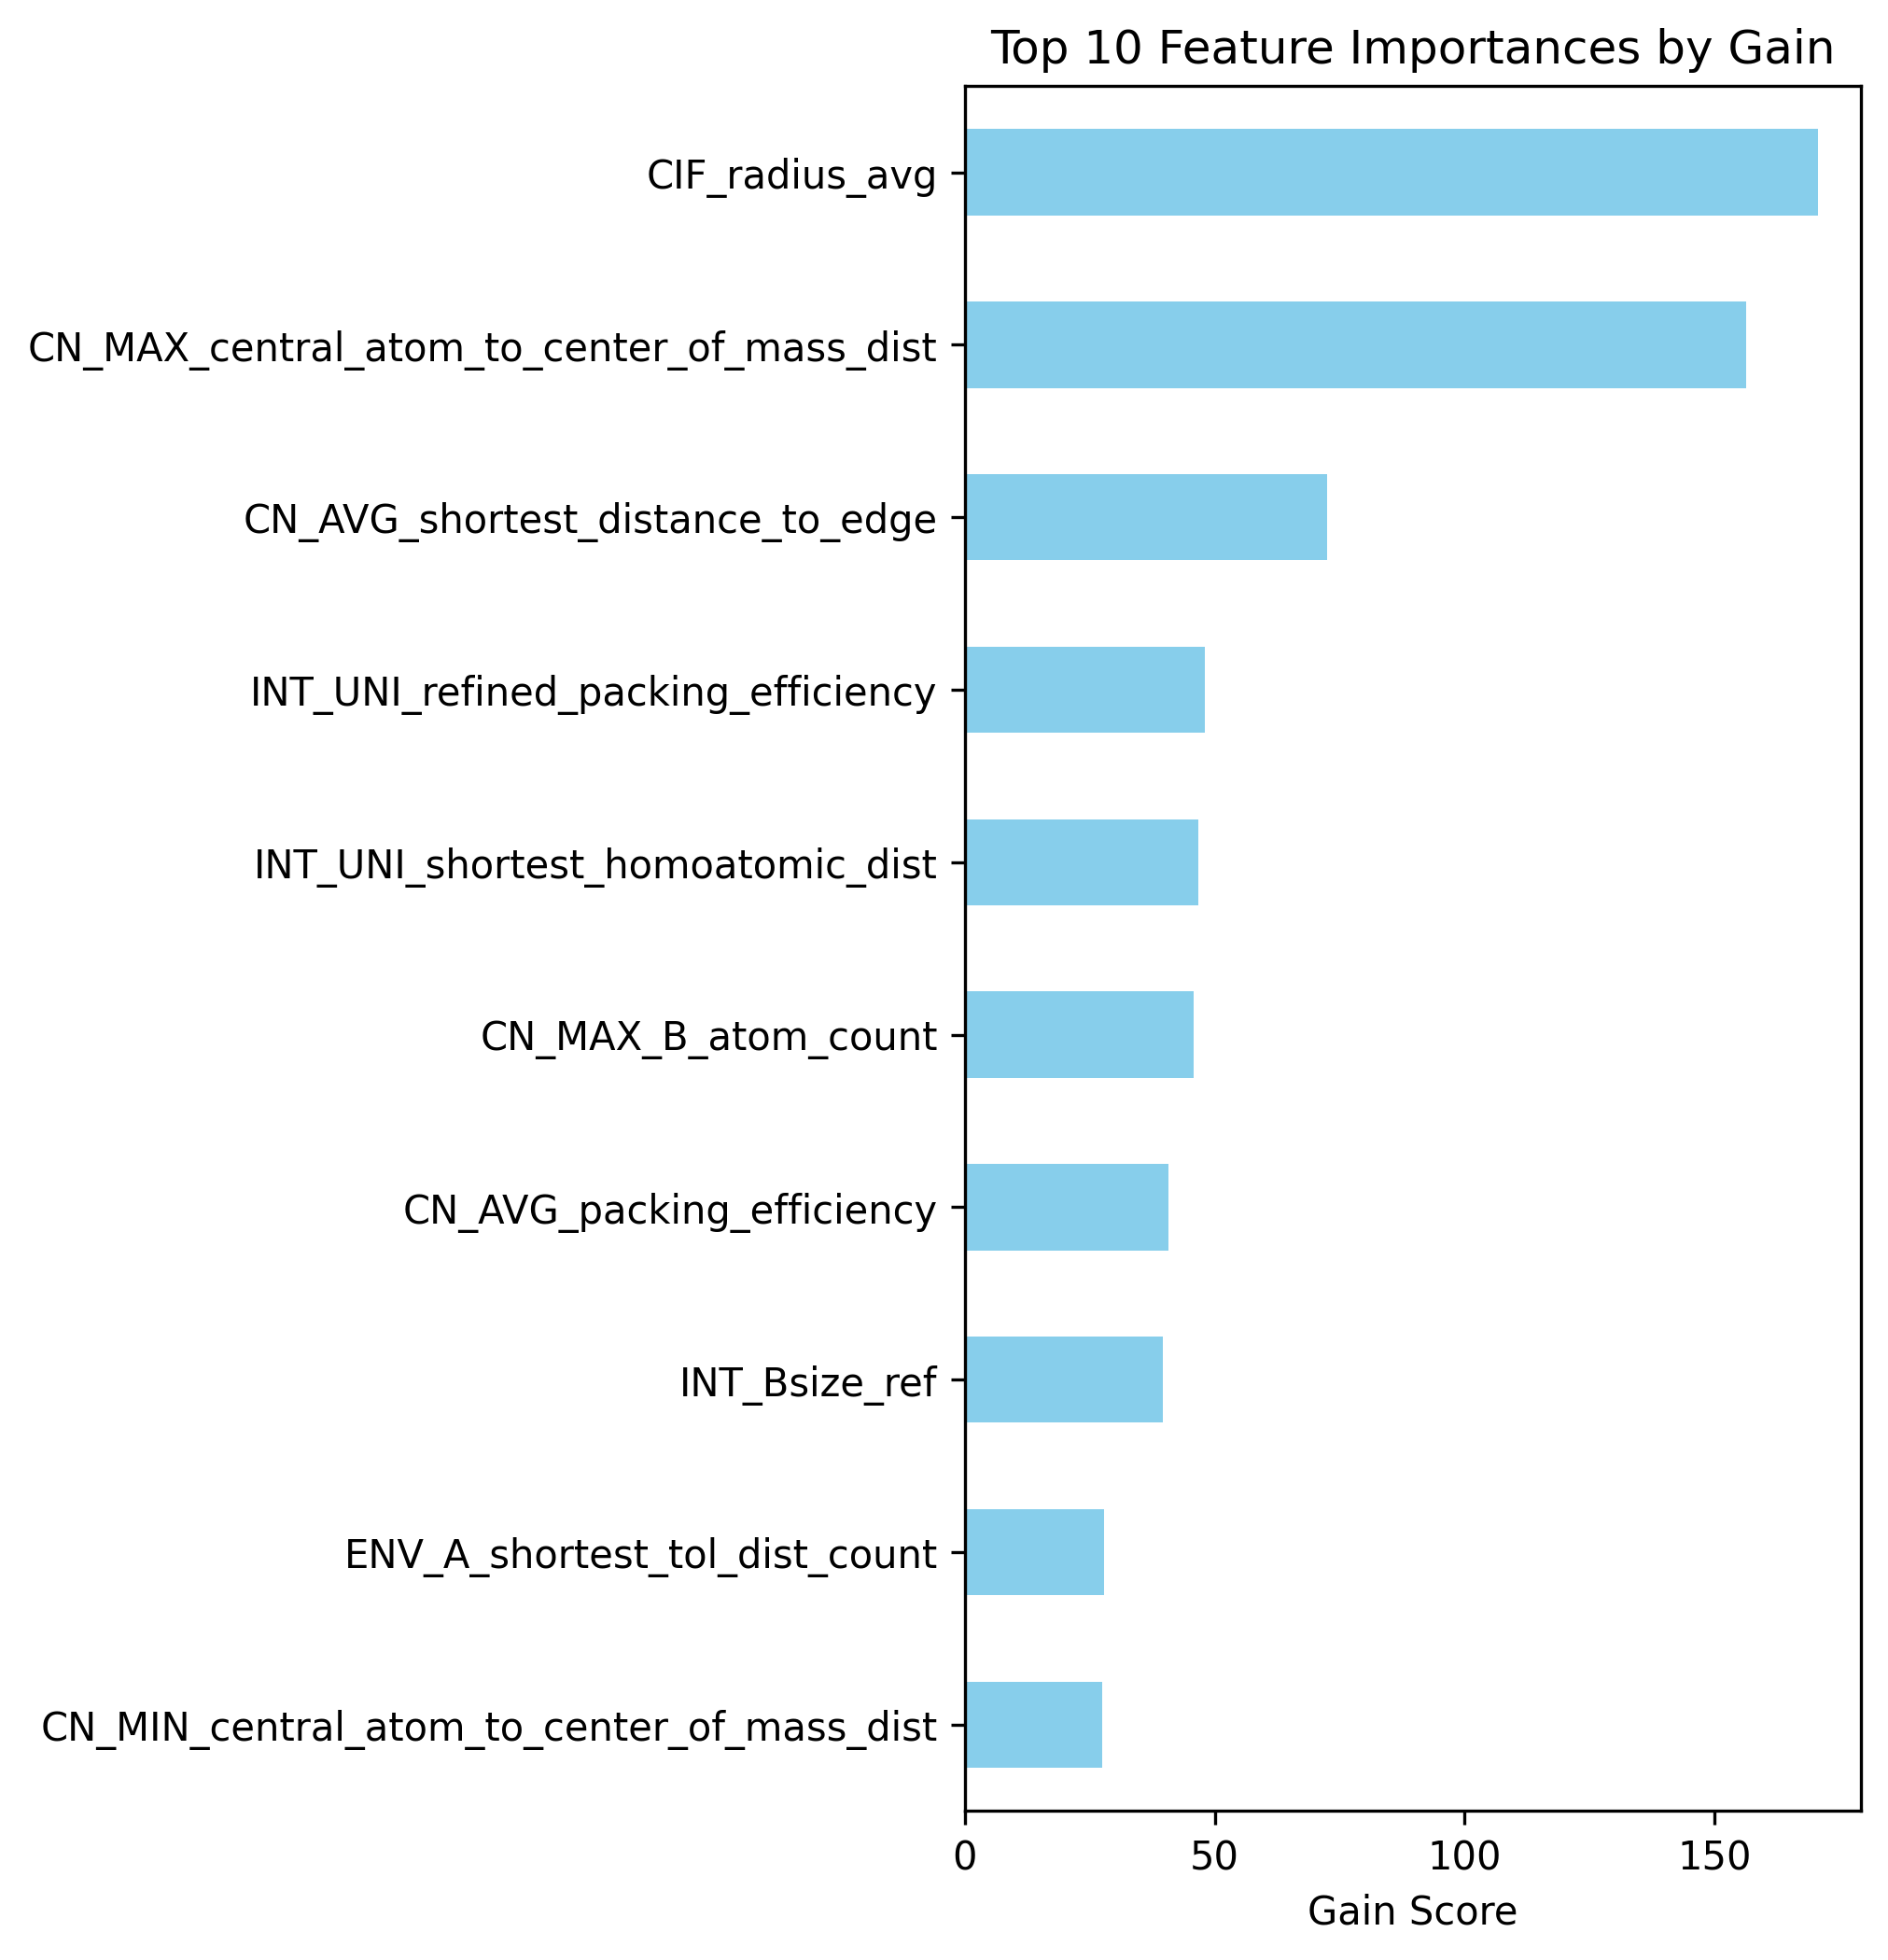 Top 10 Feature Importances by Gain
CIF_radius_avg
CN_MAX_central_atom_to_center_of_mass_dist
CN_AVG_shortest_distance_to_edge
INT_UNI_refined_packing_efficiency
INT_UNI_shortest_homoatomic_dist
CN_MAX_B_atom_count
CN_AVG_packing_efficiency
INT_Bsize_ref
ENV_A_shortest_tol_dist_count
CN_MIN_central_atom_to_center_of_mass_dist
0 50 100 150
Gain Score